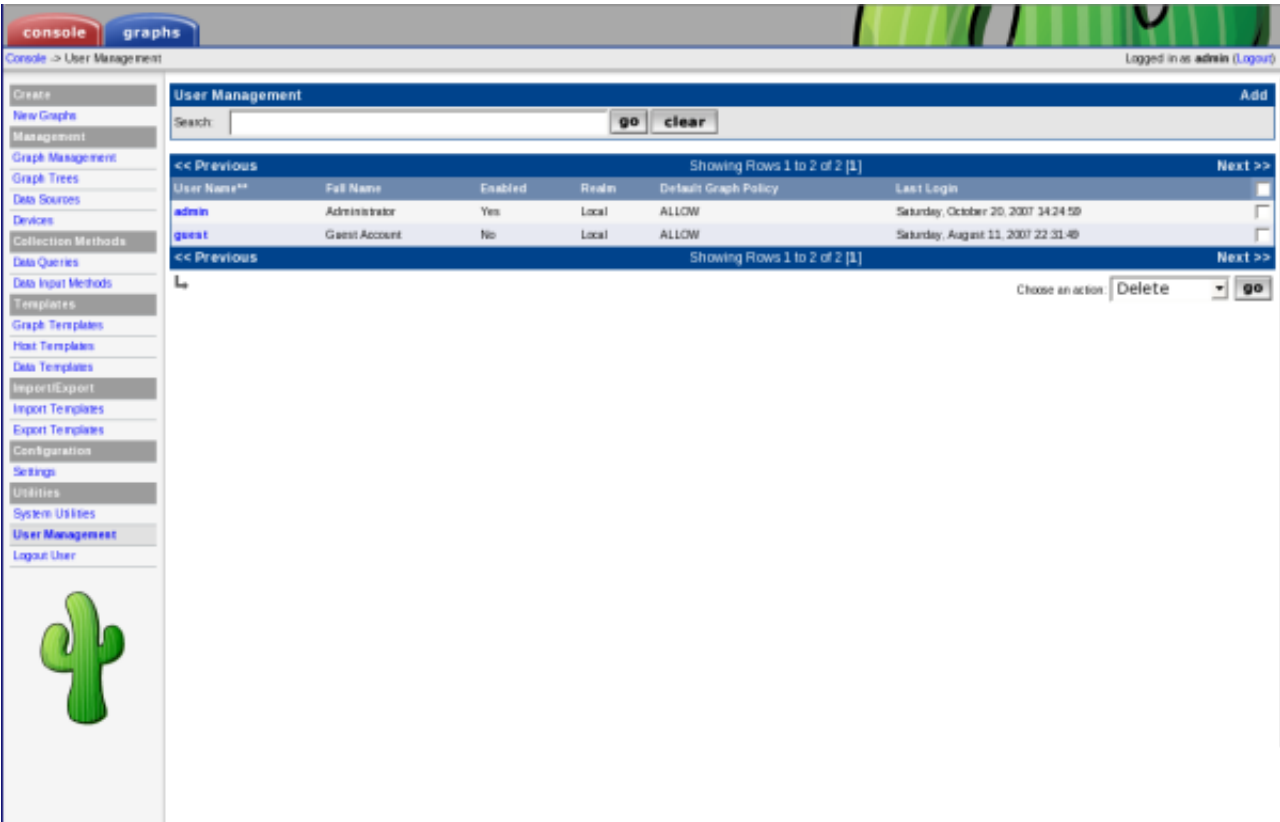 console graphs
Console -> User Management
Logged in as admin (Logout)
Create
New Graphs
Management
Graph Management
Graph Trees
Data Sources
Devices
Collection Methods
Data Queries
Data Input Methods
Templates
Graph Templates
Host Templates
Data Templates
Import/Export
Import Templates
Export Templates
Configuration
Settings
Utilities
System Utilities
User Management
Logout User
User Management Add
Search: go clear
<< Previous Showing Rows 1 to 2 of 2 [1] Next >>
User Name** Full Name Enabled Realm Default Graph Policy Last Login
admin Administrator Yes Local ALLOW Saturday, October 20, 2007 14:24:59
guest Guest Account No Local ALLOW Saturday, August 11, 2007 22:31:49
<< Previous Showing Rows 1 to 2 of 2 [1] Next >>
Choose an action: Delete go